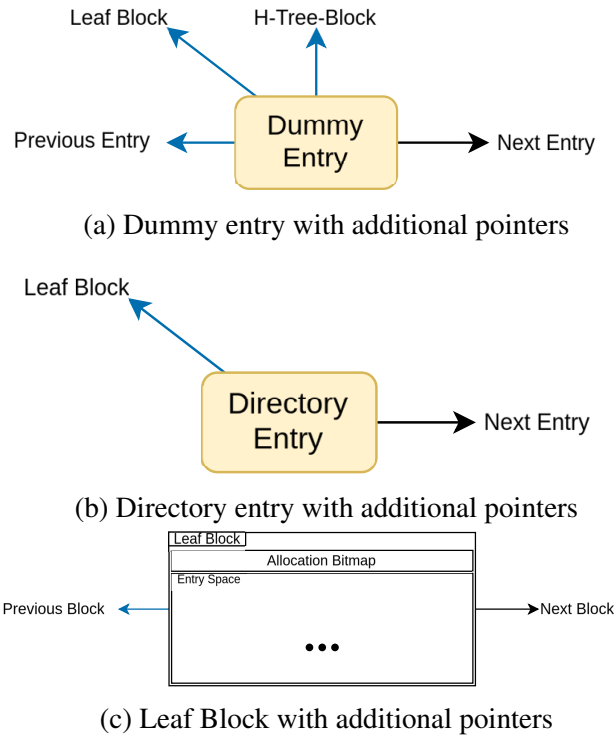 Leaf Block
H-Tree-Block
Dummy
Entry
Previous Entry
Next Entry
(a) Dummy entry with additional pointers
Leaf Block
Directory
Entry
Next Entry
(b) Directory entry with additional pointers
Leaf Block
Allocation Bitmap
Entry Space
Previous Block
Next Block
(c) Leaf Block with additional pointers